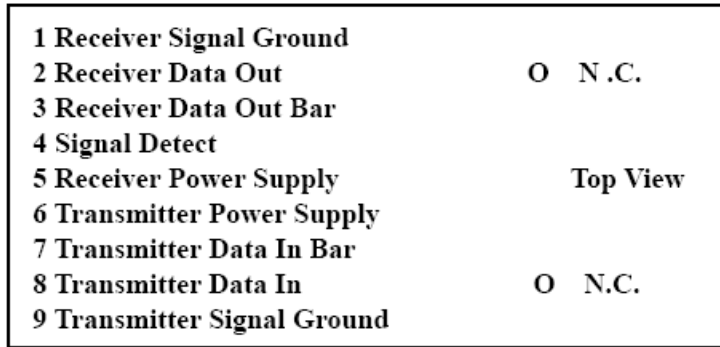 1 Receiver Signal Ground
2 Receiver Data Out O N .C.
3 Receiver Data Out Bar
4 Signal Detect
5 Receiver Power Supply Top View
6 Transmitter Power Supply
7 Transmitter Data In Bar
8 Transmitter Data In O N.C.
9 Transmitter Signal Ground